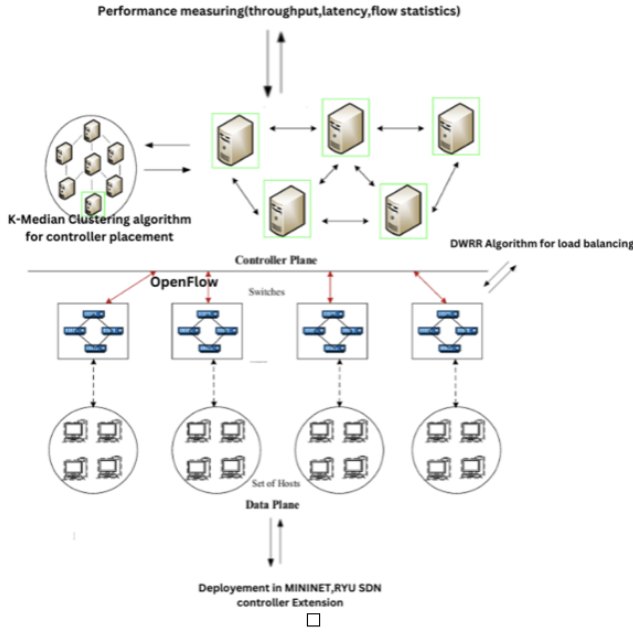 Performance measuring(throughput,latency,flow statistics)
K-Median Clustering algorithm
for controller placement
DWRR Algorithm for load balancing
Controller Plane
OpenFlow
Switches
Set of Hosts
Data Plane
Deployement in MININET,RYU SDN
controller Extension